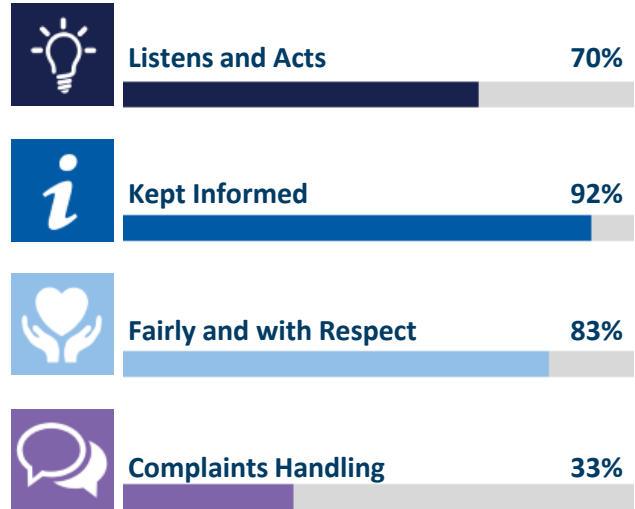 Listens and Acts 70%
Kept Informed 92%
Fairly and with Respect 83%
Complaints Handling 33%